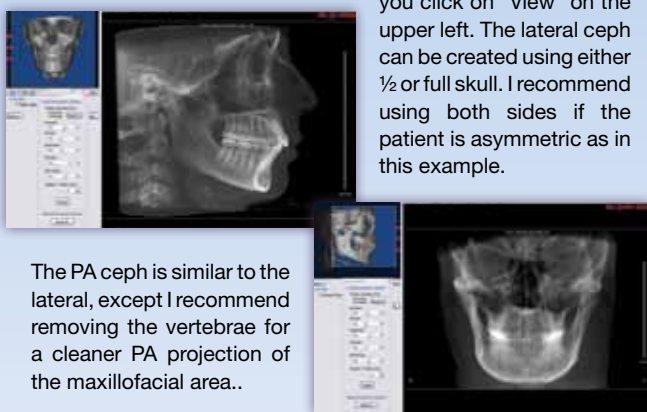 you click on "View" on the
upper left. The lateral ceph
can be created using either
½ or full skull. I recommend
using both sides if the
patient is asymmetric as in
this example.
The PA ceph is similar to the
lateral, except I recommend
removing the vertebrae for
a cleaner PA projection of
the maxillofacial area..